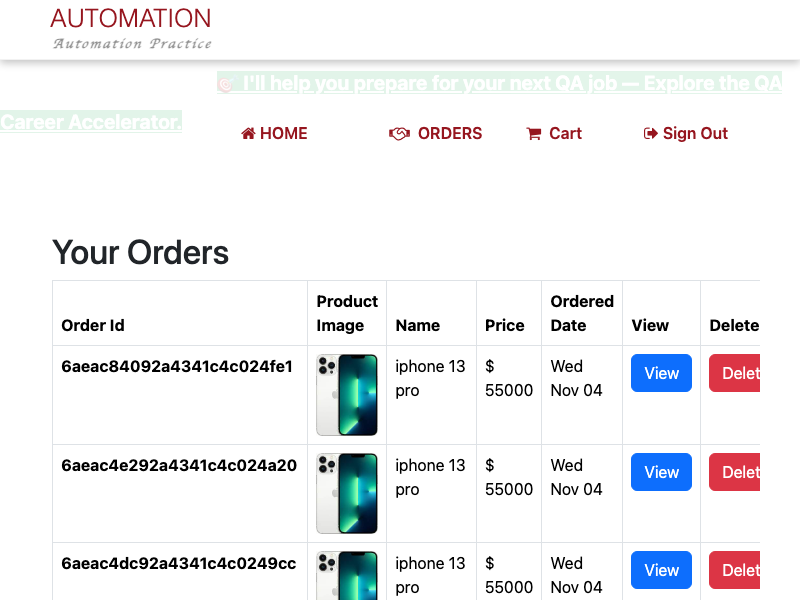 AUTOMATION
Automation Practice
🎯 I'll help you prepare for your next QA job — Explore the QA
Career Accelerator.
HOME
ORDERS
Cart
Sign Out
Your Orders
Order Id
Product
Image
Name
Price
Ordered
Date
View
Delete
6aeac84092a4341c4c024fe1
iphone 13
pro
$
55000
Wed
Nov 04
View
Delet
6aeac4e292a4341c4c024a20
iphone 13
pro
$
55000
Wed
Nov 04
View
Delet
6aeac4dc92a4341c4c0249cc
iphone 13
pro
$
55000
Wed
Nov 04
View
Delet